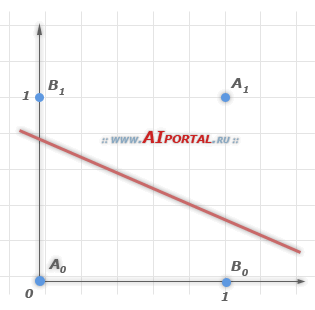 B₁
A₁
1
:: www.AIPORTAL.RU ::
A₀
B₀
0
1